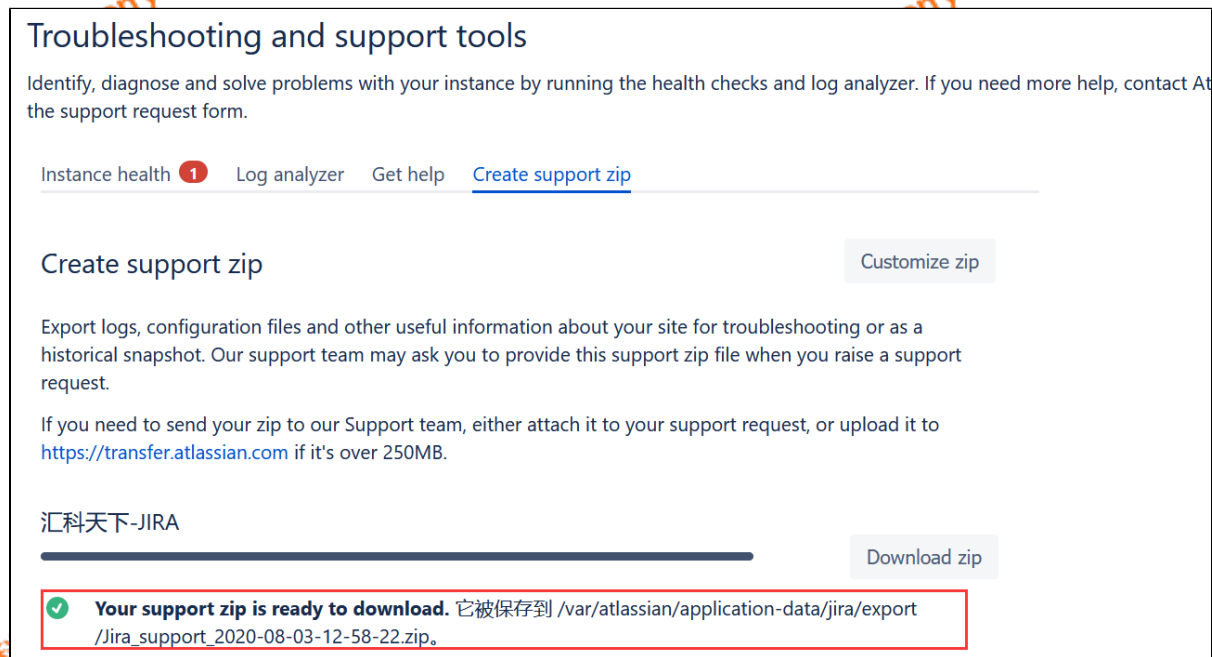 Troubleshooting and support tools
Identify, diagnose and solve problems with your instance by running the health checks and log analyzer. If you need more help, contact At
the support request form.
Instance health 1 Log analyzer Get help Create support zip
Create support zip
Customize zip
Export logs, configuration files and other useful information about your site for troubleshooting or as a
historical snapshot. Our support team may ask you to provide this support zip file when you raise a support
request.
If you need to send your zip to our Support team, either attach it to your support request, or upload it to
https://transfer.atlassian.com if it's over 250MB.
汇科天下-JIRA
Download zip
Your support zip is ready to download. 它被保存到 /var/atlassian/application-data/jira/export
/Jira_support_2020-08-03-12-58-22.zip。